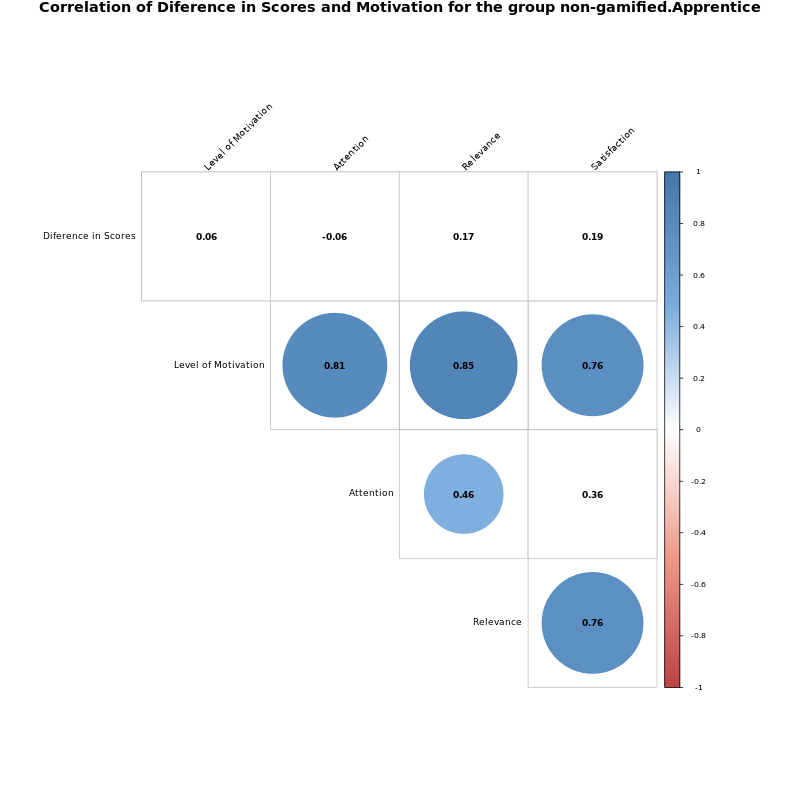 Correlation of Diference in Scores and Motivation for the group non-gamified.Apprentice
Level of Motivation
Attention
Relevance
Satisfaction
Diference in Scores
0.06
-0.06
0.17
0.19
Level of Motivation
0.81
0.85
0.76
Attention
0.46
0.36
Relevance
0.76
1
0.8
0.6
0.4
0.2
0
-0.2
-0.4
-0.6
-0.8
-1